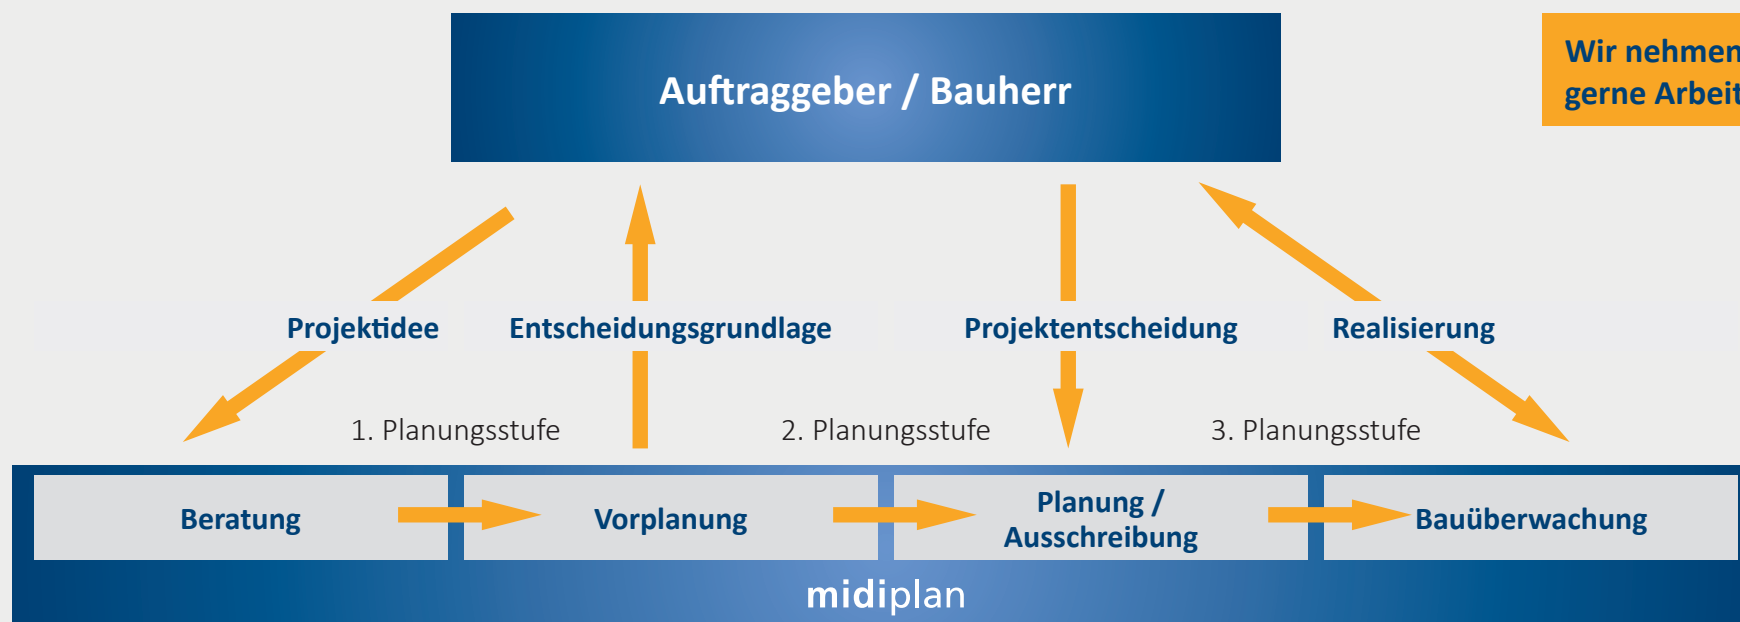 Auftraggeber / Bauherr
Wir nehmen
gerne Arbeit
Projektidee
Entscheidungsgrundlage
Projektentscheidung
Realisierung
1. Planungsstufe
2. Planungsstufe
3. Planungsstufe
Beratung
Vorplanung
Planung /
Ausschreibung
Bauüberwachung
midiplan